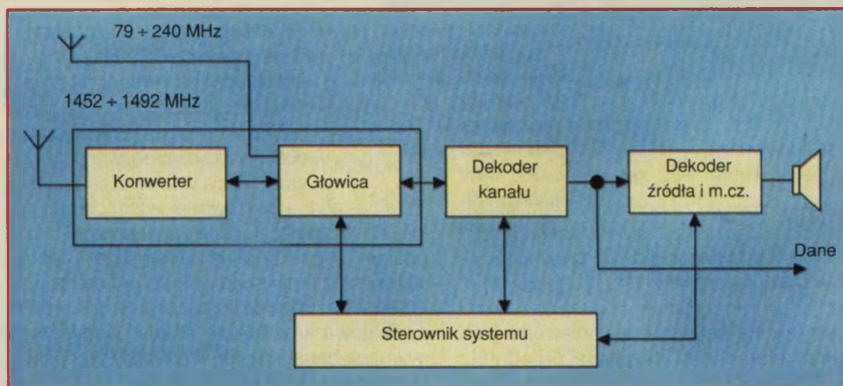 79 ÷ 240 MHz
1452 ÷ 1492 MHz
Konwerter
Głowica
Dekoder
kanału
Dekoder
źródła i m.cz.
Dane
Sterownik systemu